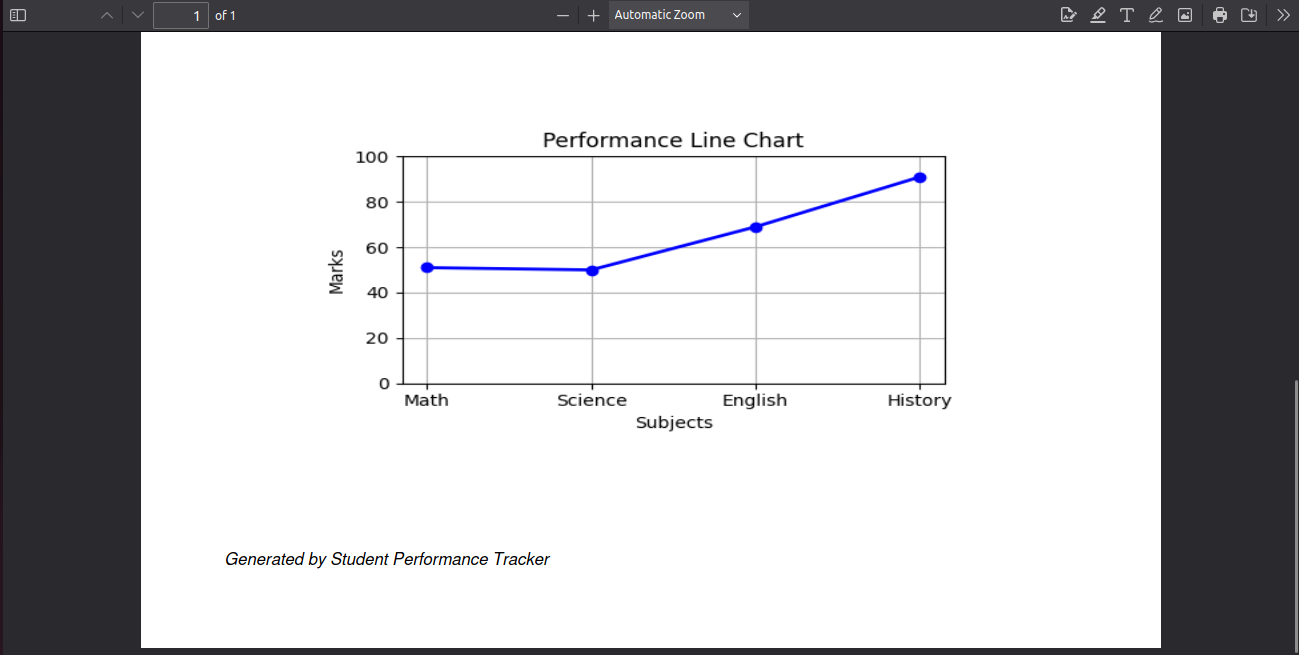 1 of 1 Automatic Zoom
Performance Line Chart
100
80
60
40
20
0
Marks
Math Science English History
Subjects
Generated by Student Performance Tracker